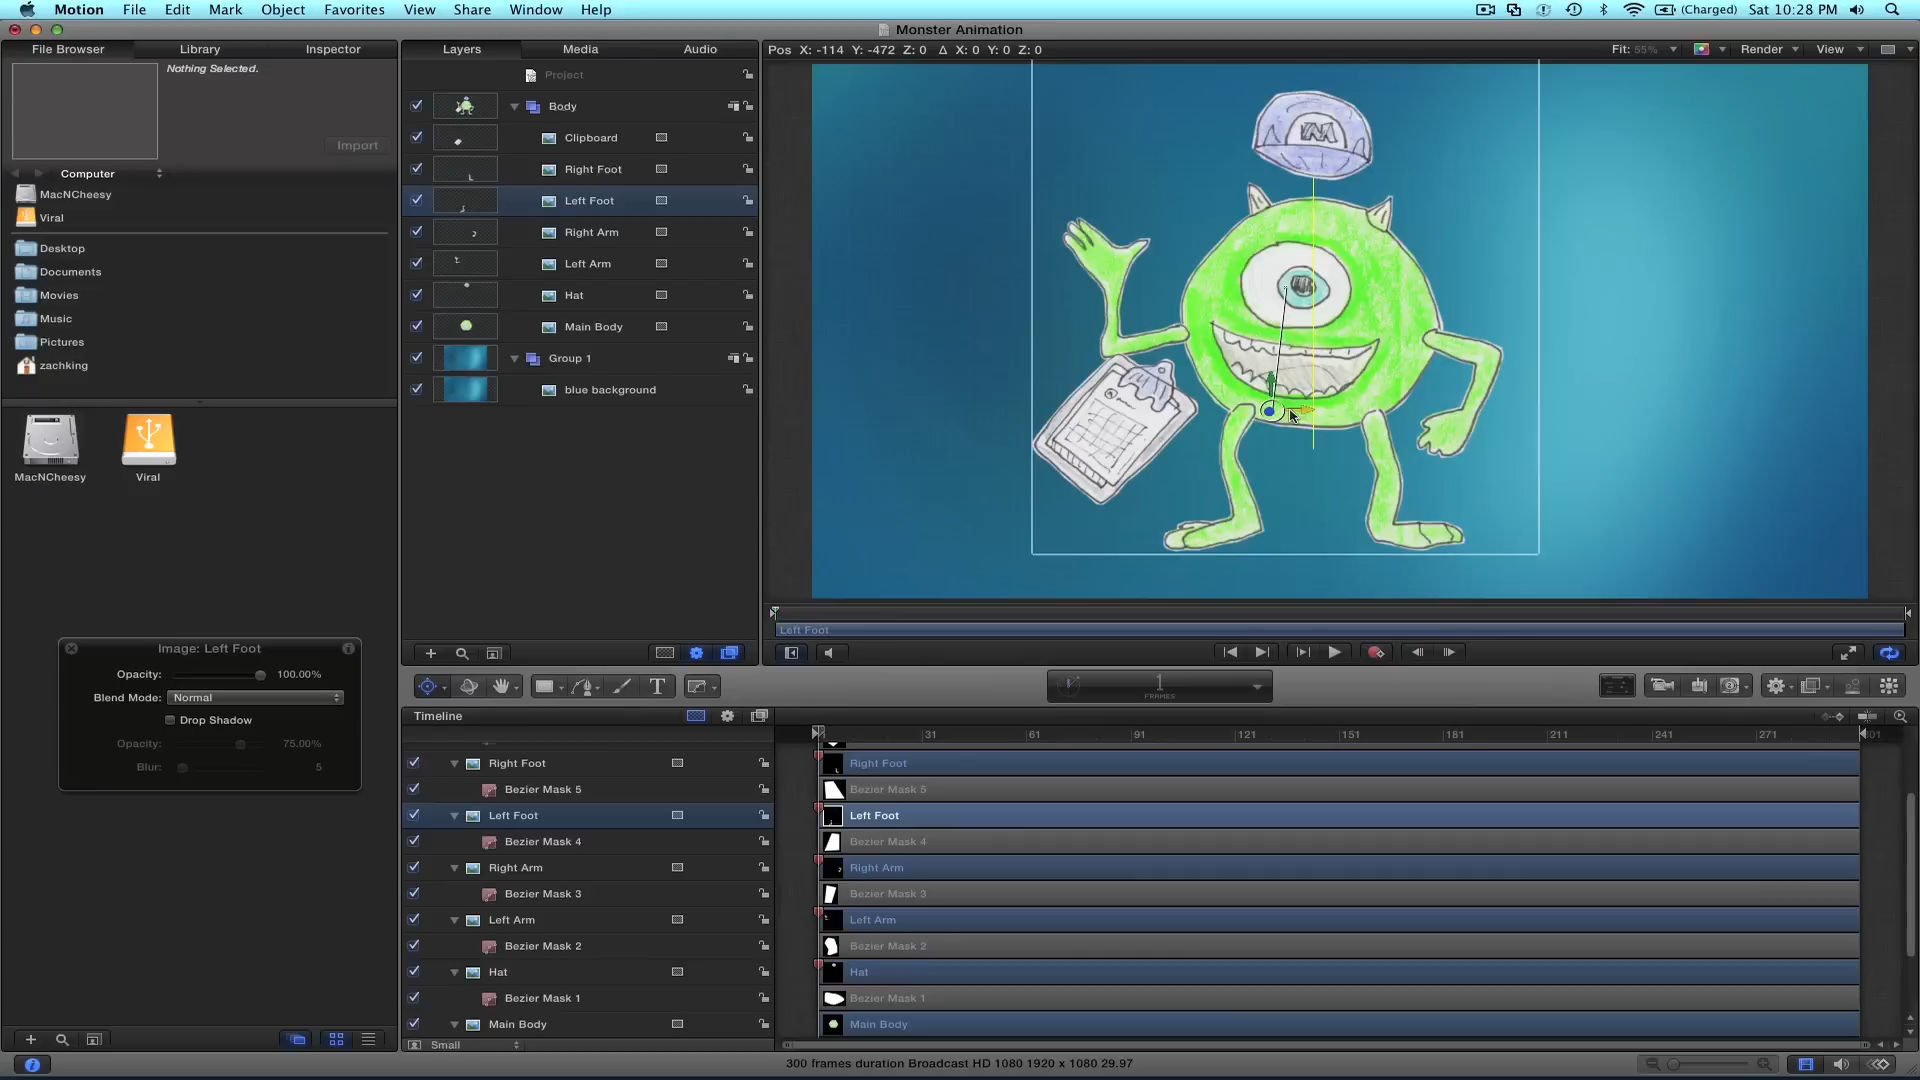 Motion File Edit Mark Object Favorites View Share Window Help (Charged) Sat 10:28 PM
Monster Animation
File Browser Library Inspector
Nothing Selected.
Import
Computer
MacNCheesy
Viral
Desktop
Documents
Movies
Music
Pictures
zachking
MacNCheesy Viral
Image: Left Foot
Opacity: 100.00%
Blend Mode: Normal
Drop Shadow
Opacity: 75.00%
Blur: 5
Layers Media Audio
Project
Body
Clipboard
Right Foot
Left Foot
Right Arm
Left Arm
Hat
Main Body
Group 1
blue background
Pos X: -114 Y: -472 Z: 0 Δ X: 0 Y: 0 Z: 0 Fit: 55% Render View
Left Foot
T
1
FRAMES
Timeline
31 61 91 121 151 181 211 241 271 301
Right Foot Right Foot
Bezier Mask 5 Bezier Mask 5
Left Foot Left Foot
Bezier Mask 4 Bezier Mask 4
Right Arm Right Arm
Bezier Mask 3 Bezier Mask 3
Left Arm Left Arm
Bezier Mask 2 Bezier Mask 2
Hat Hat
Bezier Mask 1 Bezier Mask 1
Main Body Main Body
Small
300 frames duration Broadcast HD 1080 1920 x 1080 29.97